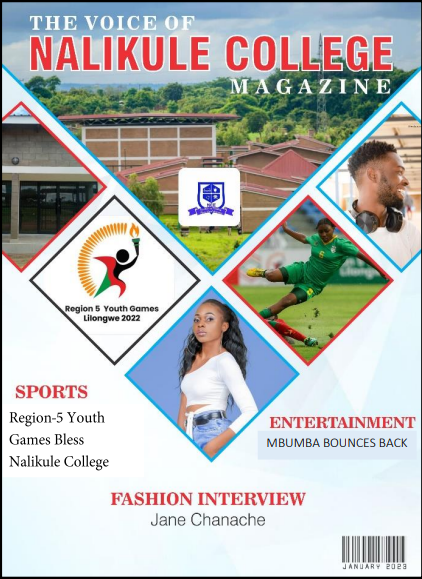 THE VOICE OF
NALIKULE COLLEGE
MAGAZINE
Region 5 Youth Games
Lilongwe 2022
SPORTS
Region-5 Youth
Games Bless
Nalikule College
ENTERTAINMENT
MBUMBA BOUNCES BACK
FASHION INTERVIEW
Jane Chanache
JANUARY 2023